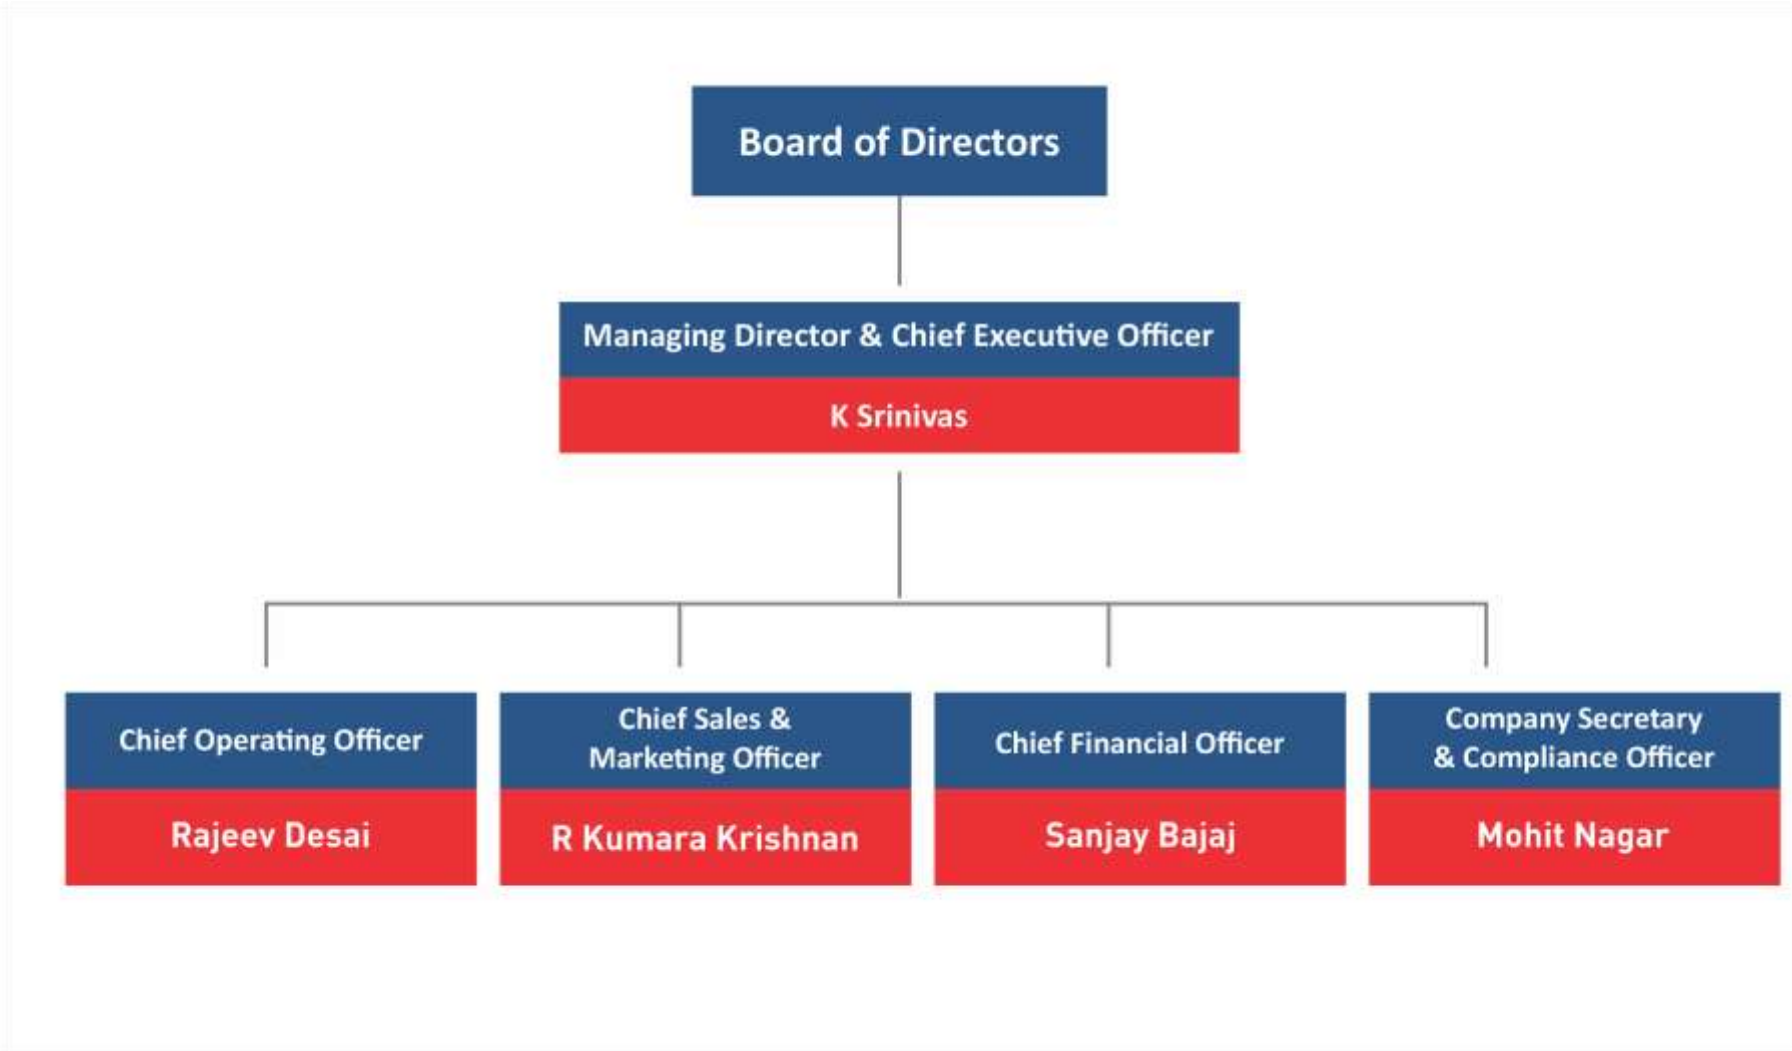 Board of Directors
Managing Director & Chief Executive Officer
K Srinivas
Chief Operating Officer
Rajeev Desai
Chief Sales &
Marketing Officer
R Kumara Krishnan
Chief Financial Officer
Sanjay Bajaj
Company Secretary
& Compliance Officer
Mohit Nagar